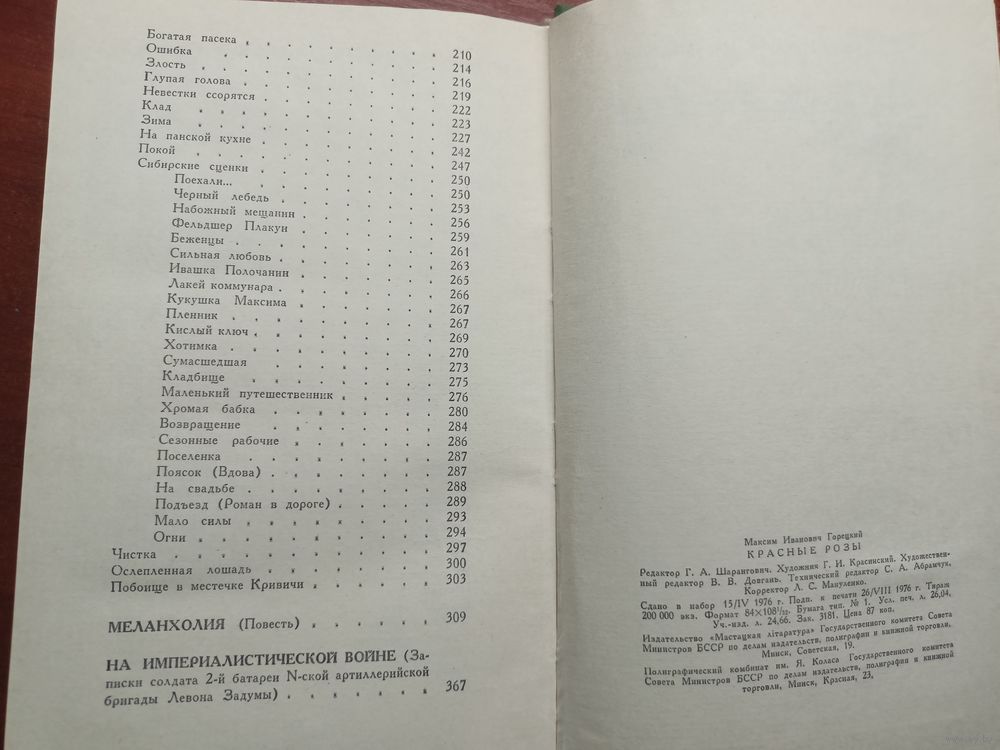 Богатая пасека 210
Ошибка 214
Злость 216
Глупая голова 219
Невестки ссорятся 222
Клад 223
Зима 227
На панской кухне 242
Покой 247
Сибирские сценки 250
Поехали... 250
Черный лебедь 253
Набожный мещанин 256
Фельдшер Плакун 259
Беженцы 261
Сильная любовь 263
Ивашка Полочанин 265
Лакей коммунара 266
Кукушка Максима 267
Пленник 267
Кислый ключ 269
Хотимка 270
Сумасшедшая 273
Кладбище 275
Маленький путешественник 276
Хромая бабка 280
Возвращение 284
Сезонные рабочие 286
Поселенка 287
Поясок (Вдова) 287
На свадьбе 288
Подъезд (Роман в дороге) 289
Мало силы 293
Огни 294
Чистка 297
Ослепленная лошадь 300
Побоище в местечке Кривичи 303
МЕЛАНХОЛИЯ (Повесть) 309
НА ИМПЕРИАЛИСТИЧЕСКОЙ ВОЙНЕ (За-
писки солдата 2-й батареи N-ской артиллерийской
бригады Левона Задумы) 367
Максим Иванович Горецкий
КРАСНЫЕ РОЗЫ
Редактор Г. А. Шарангович. Художник Г. И. Красинский. Художествен-
ный редактор В. В. Довгань. Технический редактор С. А. Абрамчук.
Корректор Л. С. Мануленко.
Сдано в набор 15/IV 1976 г. Подп. к печати 26/VIII 1976 г. Тираж
200 000 экз. Формат 84×108¹/₃₂. Бумага тип. № 1. Усл. печ. л. 26,04.
Уч.-изд. л. 24,66. Зак. 3181. Цена 87 коп.
Издательство «Мастацкая літаратура» Государственного комитета Совета
Министров БССР по делам издательств, полиграфии и книжной торговли,
Минск, Советская, 19.
Полиграфический комбинат им. Я. Коласа Государственного комитета
Совета Министров БССР по делам издательств, полиграфии и книжной
торговли, Минск, Красная, 23.